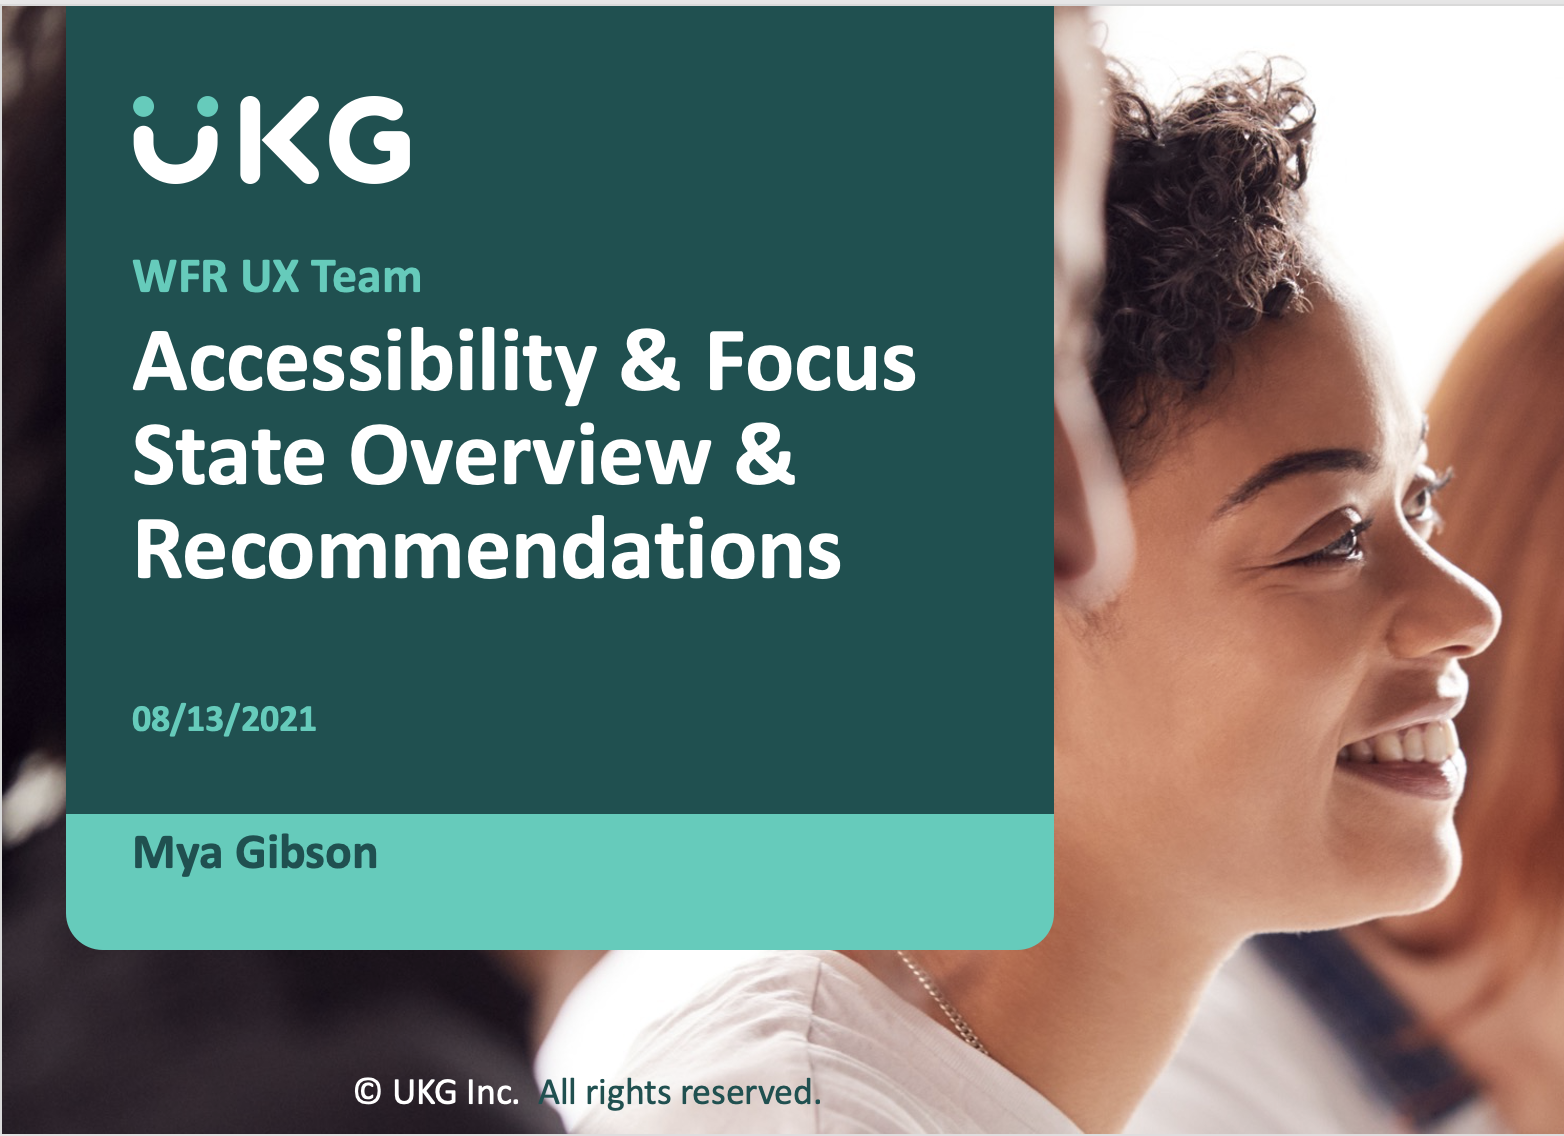 UKG
WFR UX Team
Accessibility & Focus
State Overview &
Recommendations
08/13/2021
Mya Gibson
© UKG Inc. All rights reserved.